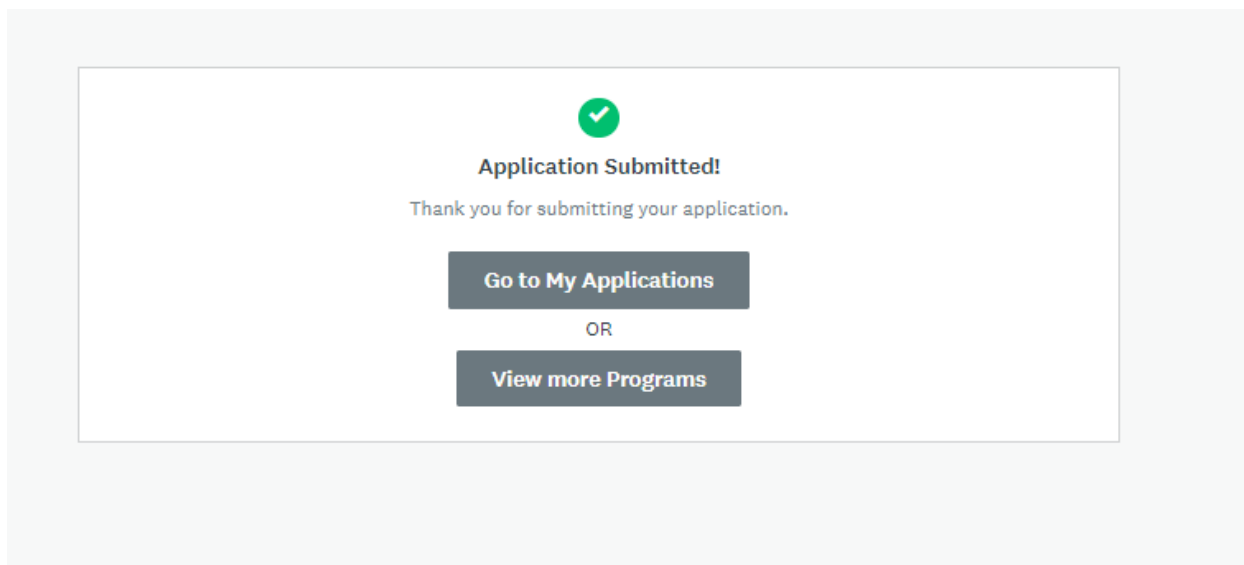 Application Submitted!
Thank you for submitting your application.
Go to My Applications
OR
View more Programs